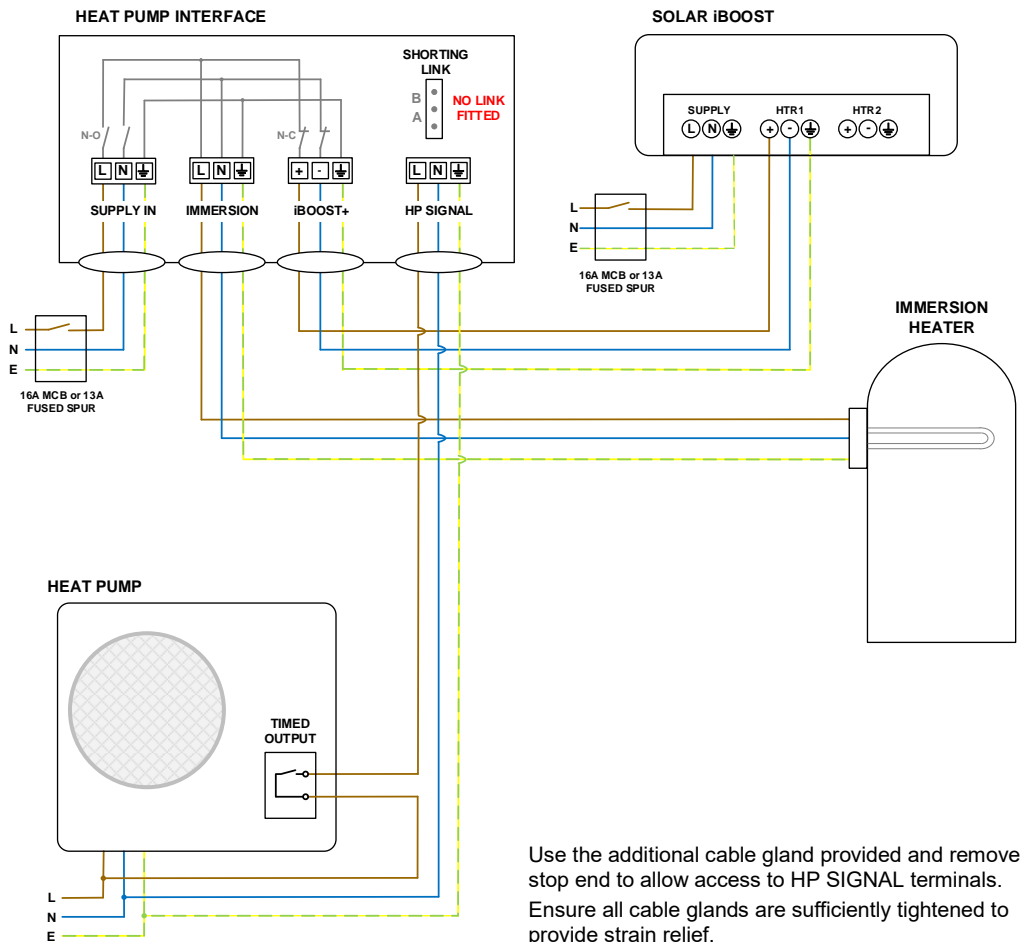 HEAT PUMP INTERFACE
SOLAR iBOOST
SHORTING
LINK
B
A
NO LINK
FITTED
N-O
N-C
L N
+ -
L N
L N
SUPPLY IN
IMMERSION
iBOOST+
HP SIGNAL
SUPPLY
HTR1
HTR2
L N
+ -
+ -
L
N
E
16A MCB or 13A
FUSED SPUR
L
N
E
16A MCB or 13A
FUSED SPUR
IMMERSION
HEATER
HEAT PUMP
TIMED
OUTPUT
L
N
E
Use the additional cable gland provided and remove
stop end to allow access to HP SIGNAL terminals.
Ensure all cable glands are sufficiently tightened to
provide strain relief.